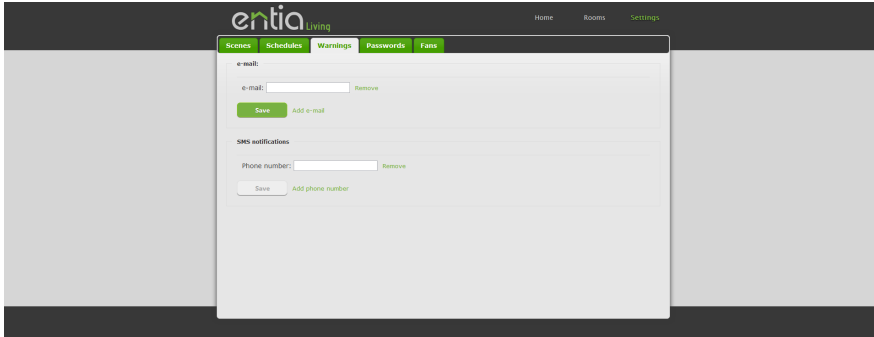 entia Living
Home Rooms Settings
Scenes Schedules Warnings Passwords Fans
e-mail:
e-mail: Remove
Save Add e-mail
SMS notifications
Phone number: Remove
Save Add phone number